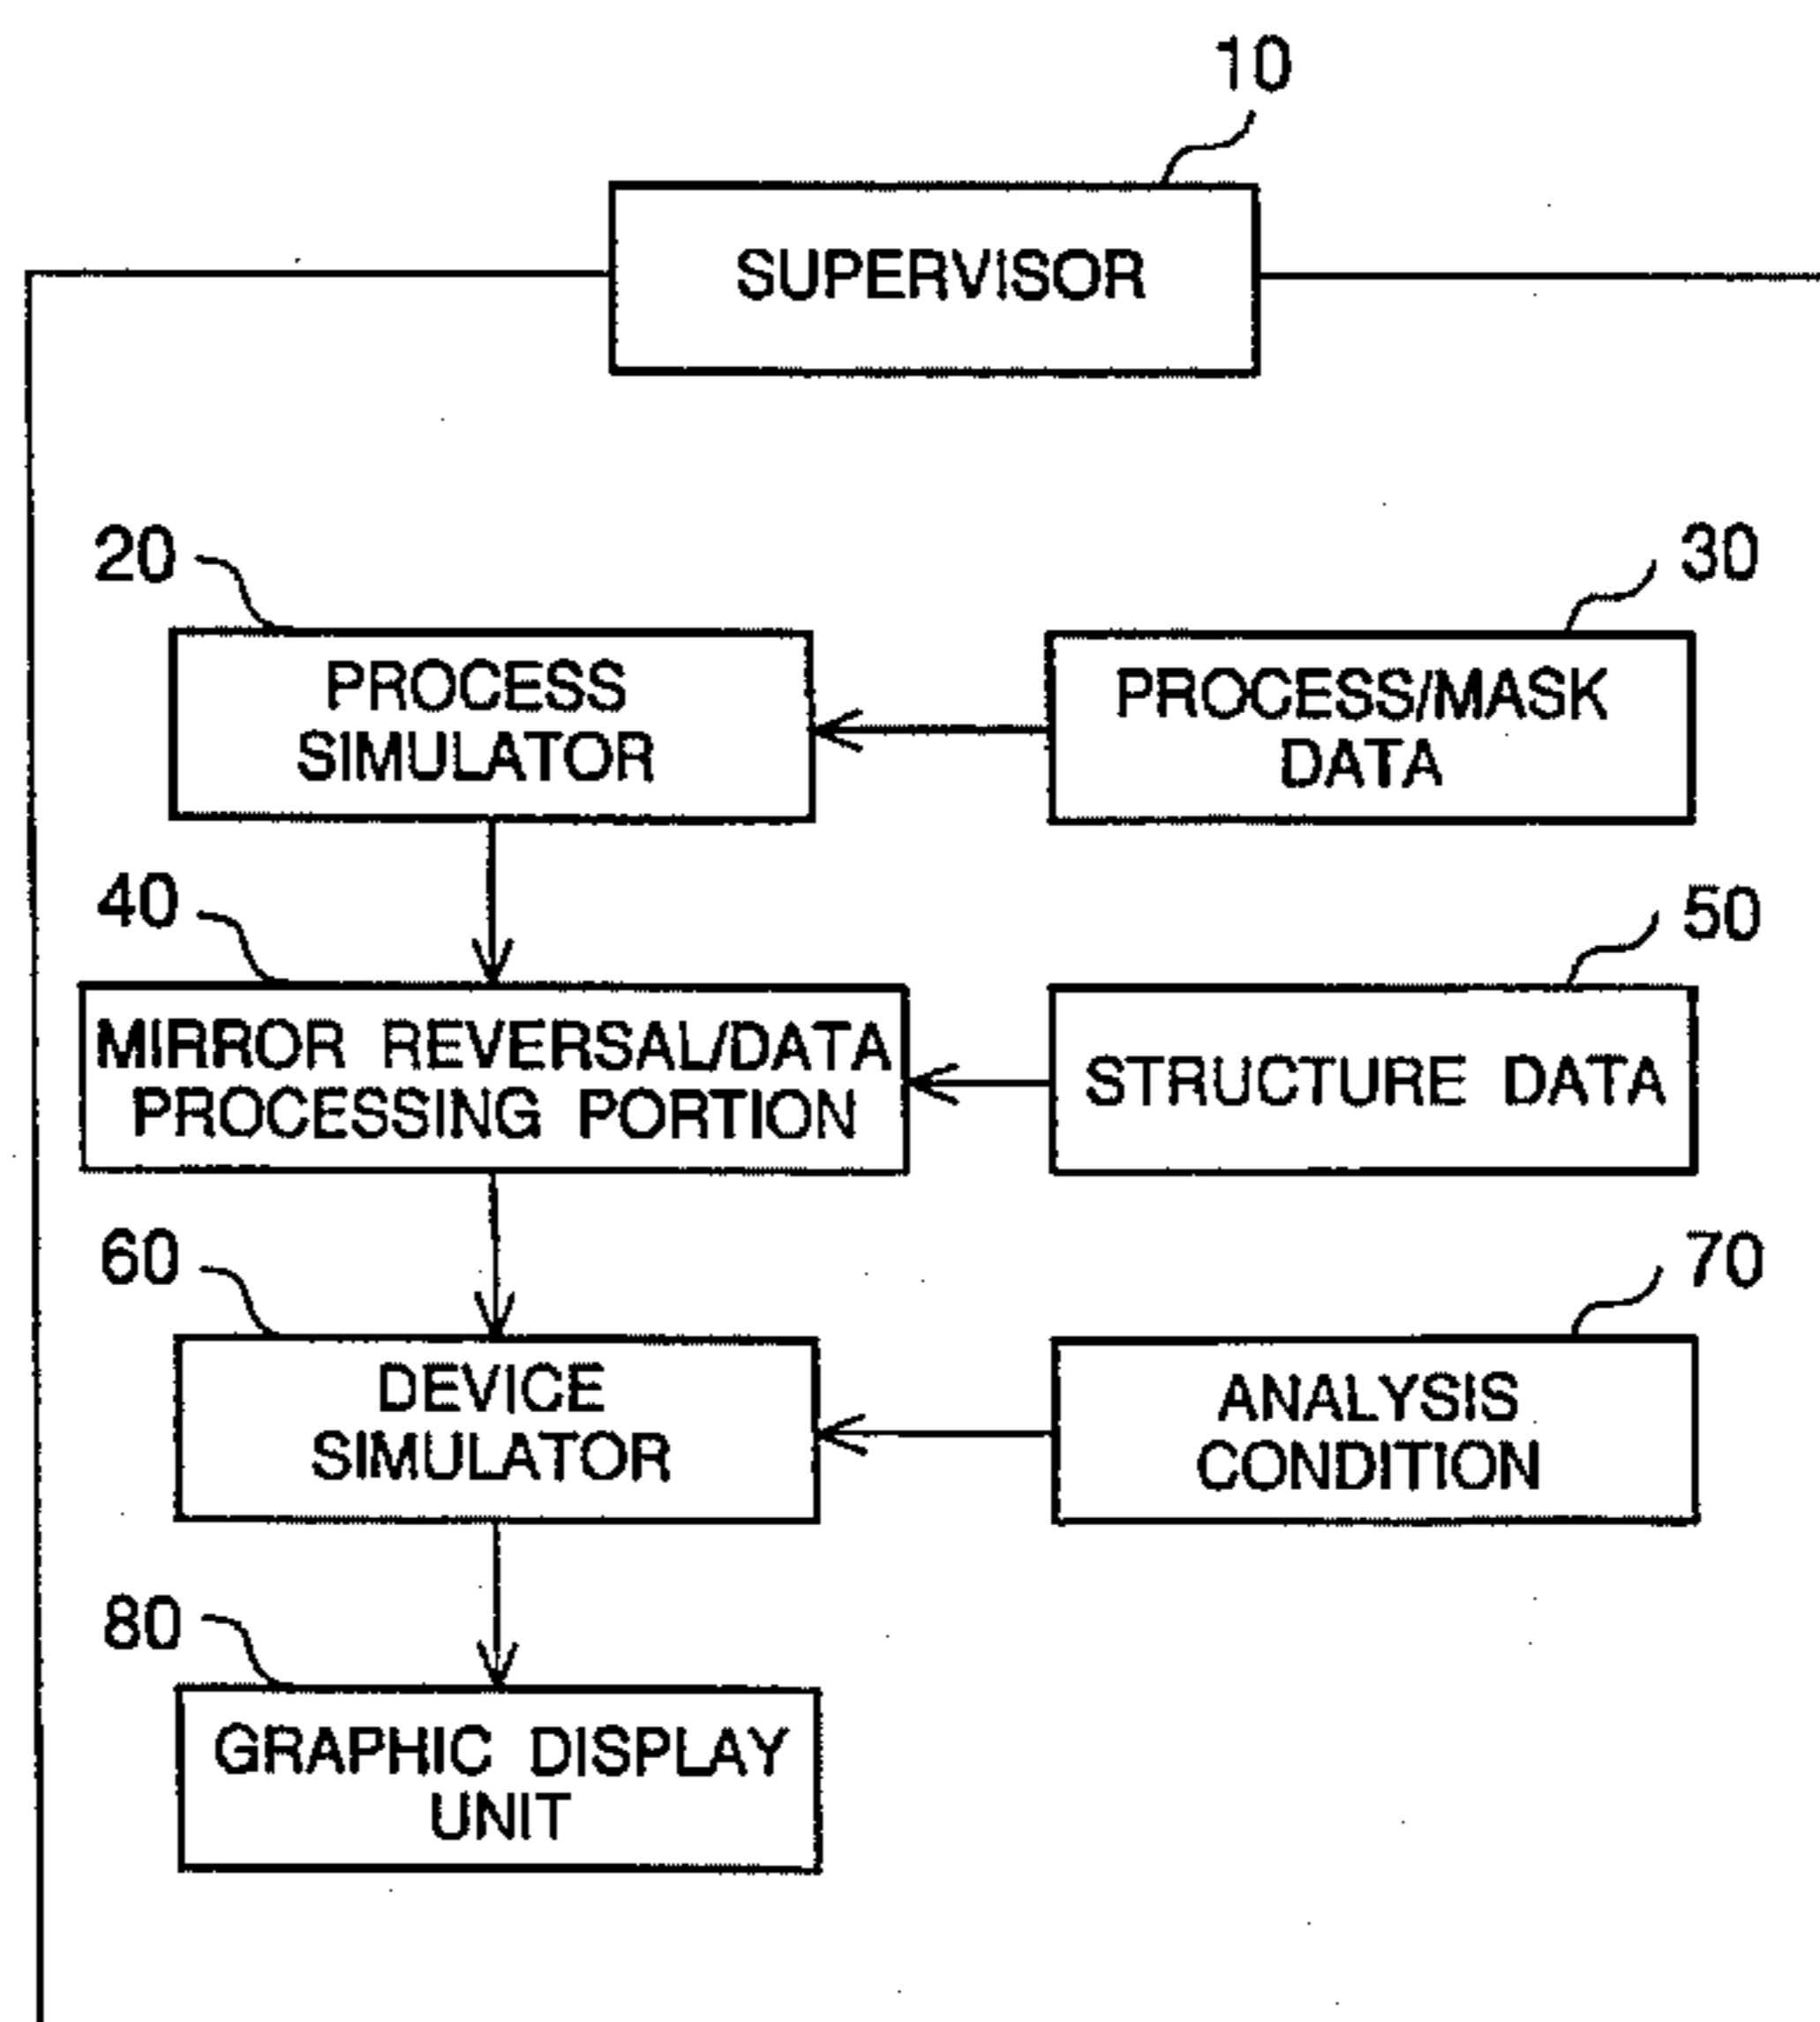 10
SUPERVISOR
20
30
PROCESS
SIMULATOR
PROCESS/MASK
DATA
40
50
MIRROR REVERSAL/DATA
PROCESSING PORTION
STRUCTURE DATA
60
70
DEVICE
SIMULATOR
ANALYSIS
CONDITION
80
GRAPHIC DISPLAY
UNIT